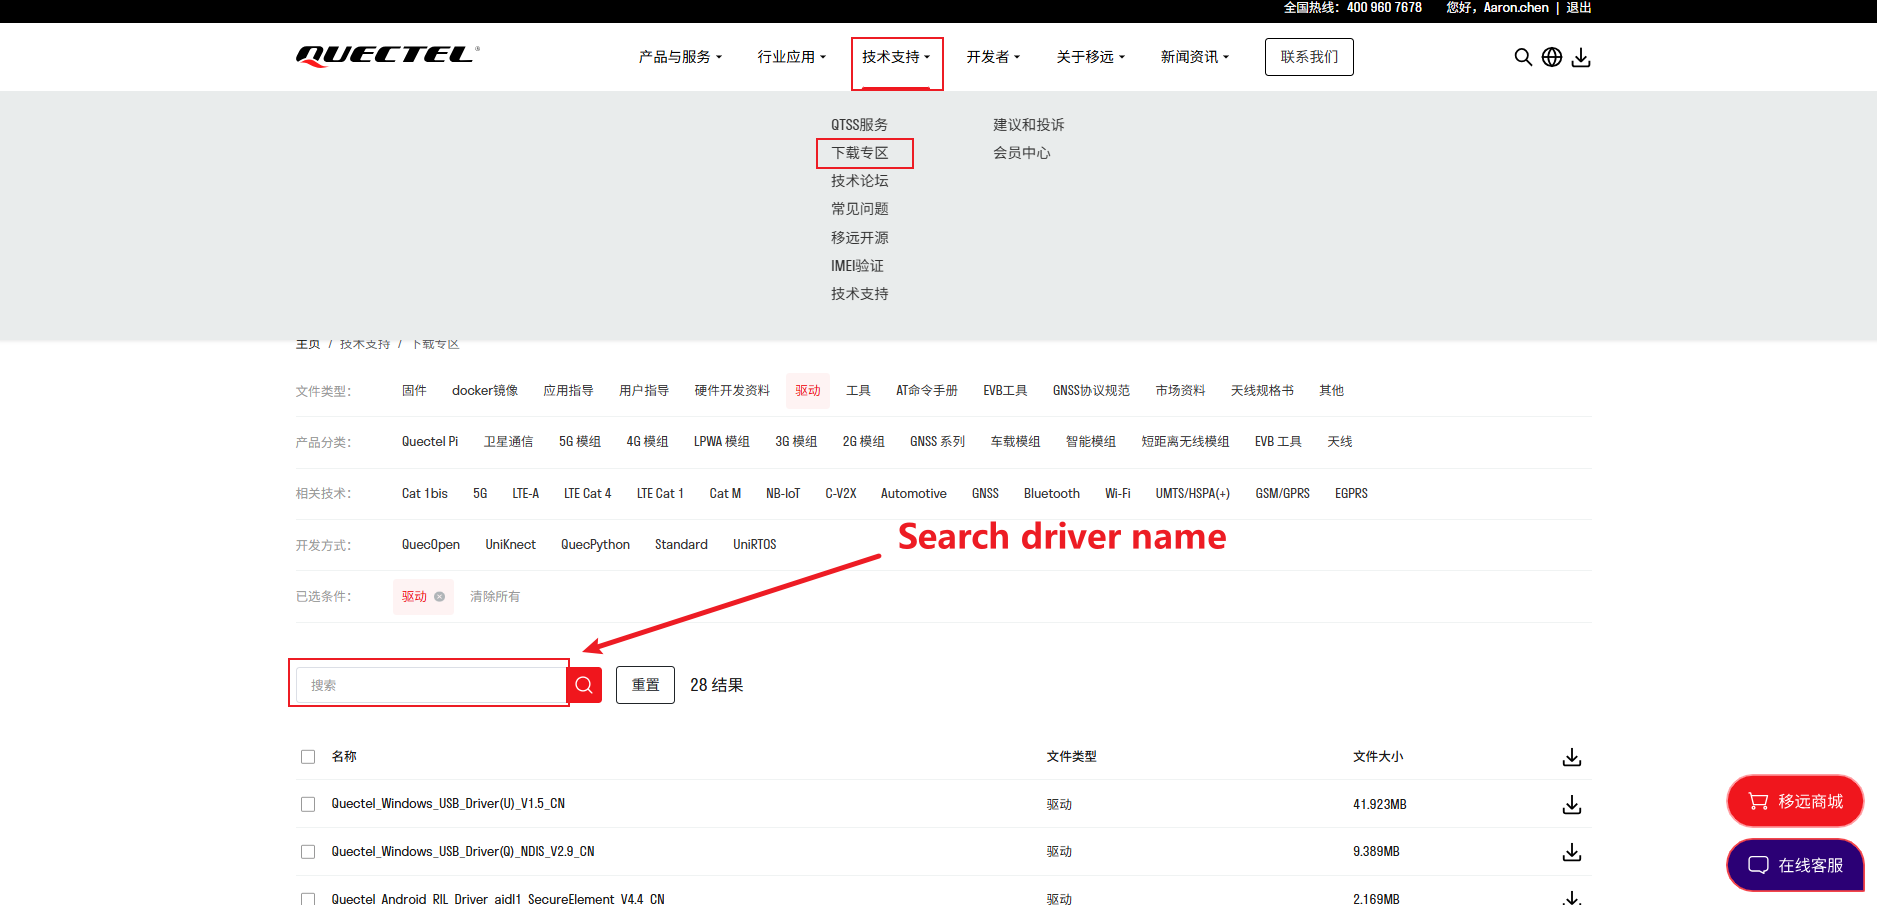 全国热线：400 960 7678 您好，Aaron.chen | 退出
QUECTEL®
产品与服务 行业应用 技术支持 开发者 关于移远 新闻资讯 联系我们
QTSS服务 建议和投诉
下载专区 会员中心
技术论坛
常见问题
移远开源
IMEI验证
技术支持
主页 / 技术支持 / 下载专区
文件类型： 固件 docker镜像 应用指导 用户指导 硬件开发资料 驱动 工具 AT命令手册 EVB工具 GNSS协议规范 市场资料 天线规格书 其他
产品分类： Quectel Pi 卫星通信 5G 模组 4G 模组 LPWA 模组 3G 模组 2G 模组 GNSS 系列 车载模组 智能模组 短距离无线模组 EVB 工具 天线
相关技术： Cat 1bis 5G LTE-A LTE Cat 4 LTE Cat 1 Cat M NB-IoT C-V2X Automotive GNSS Bluetooth Wi-Fi UMTS/HSPA(+) GSM/GPRS EGPRS
Search driver name
开发方式： QuecOpen UniKnect QuecPython Standard UniRTOS
已选条件： 驱动 清除所有
搜索 重置 28 结果
名称 文件类型 文件大小
Quectel_Windows_USB_Driver(U)_V1.5_CN 驱动 41.923MB
移远商城
Quectel_Windows_USB_Driver(Q)_NDIS_V2.9_CN 驱动 9.389MB
在线客服
Quectel_Android_RIL_Driver_aidl1_SecureElement_V4.4_CN 驱动 2.169MB